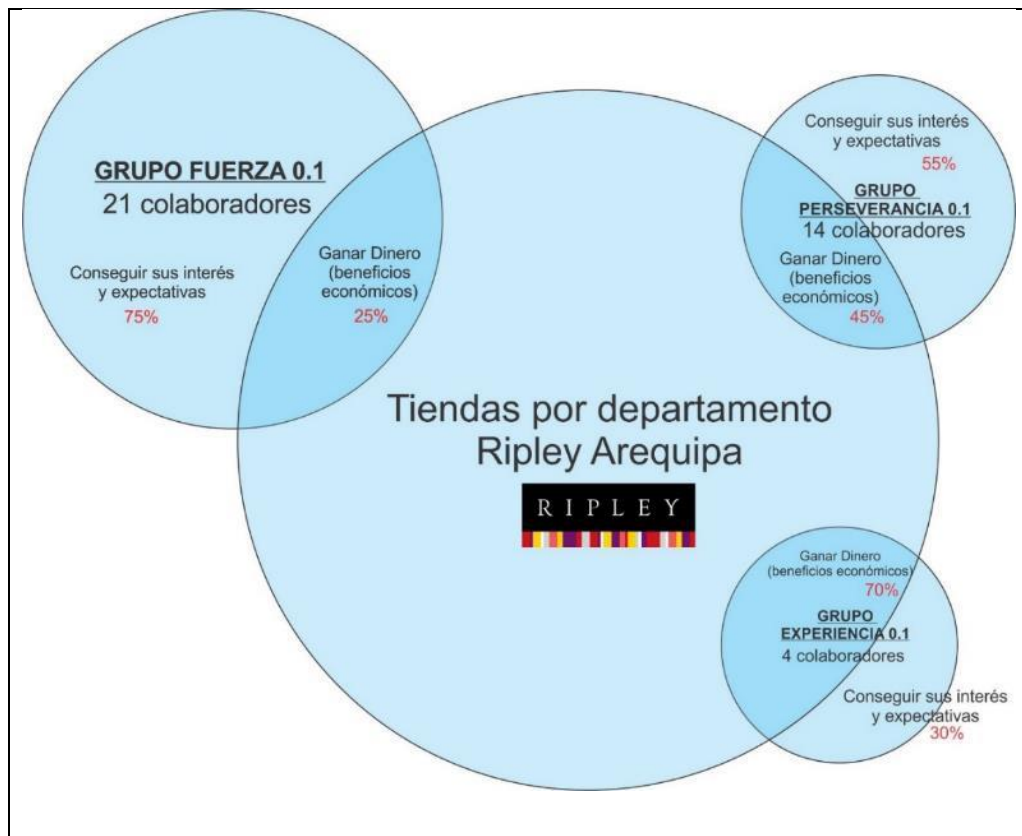 GRUPO FUERZA 0.1
21 colaboradores
Conseguir sus interés
y expectativas
75%
Ganar Dinero
(beneficios
económicos)
25%
Conseguir sus interés
y expectativas
55%
GRUPO
PERSEVERANCIA 0.1
14 colaboradores
Ganar Dinero
(beneficios
económicos)
45%
Tiendas por departamento
Ripley Arequipa
RIPLEY
Ganar Dinero
(beneficios económicos)
70%
GRUPO
EXPERIENCIA 0.1
4 colaboradores
Conseguir sus interés
y expectativas
30%